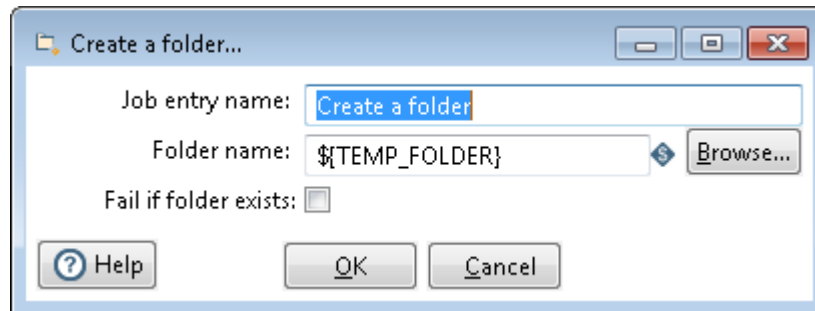 Create a folder...
Job entry name: Create a folder
Folder name: ${TEMP_FOLDER} Browse...
Fail if folder exists:
Help OK Cancel